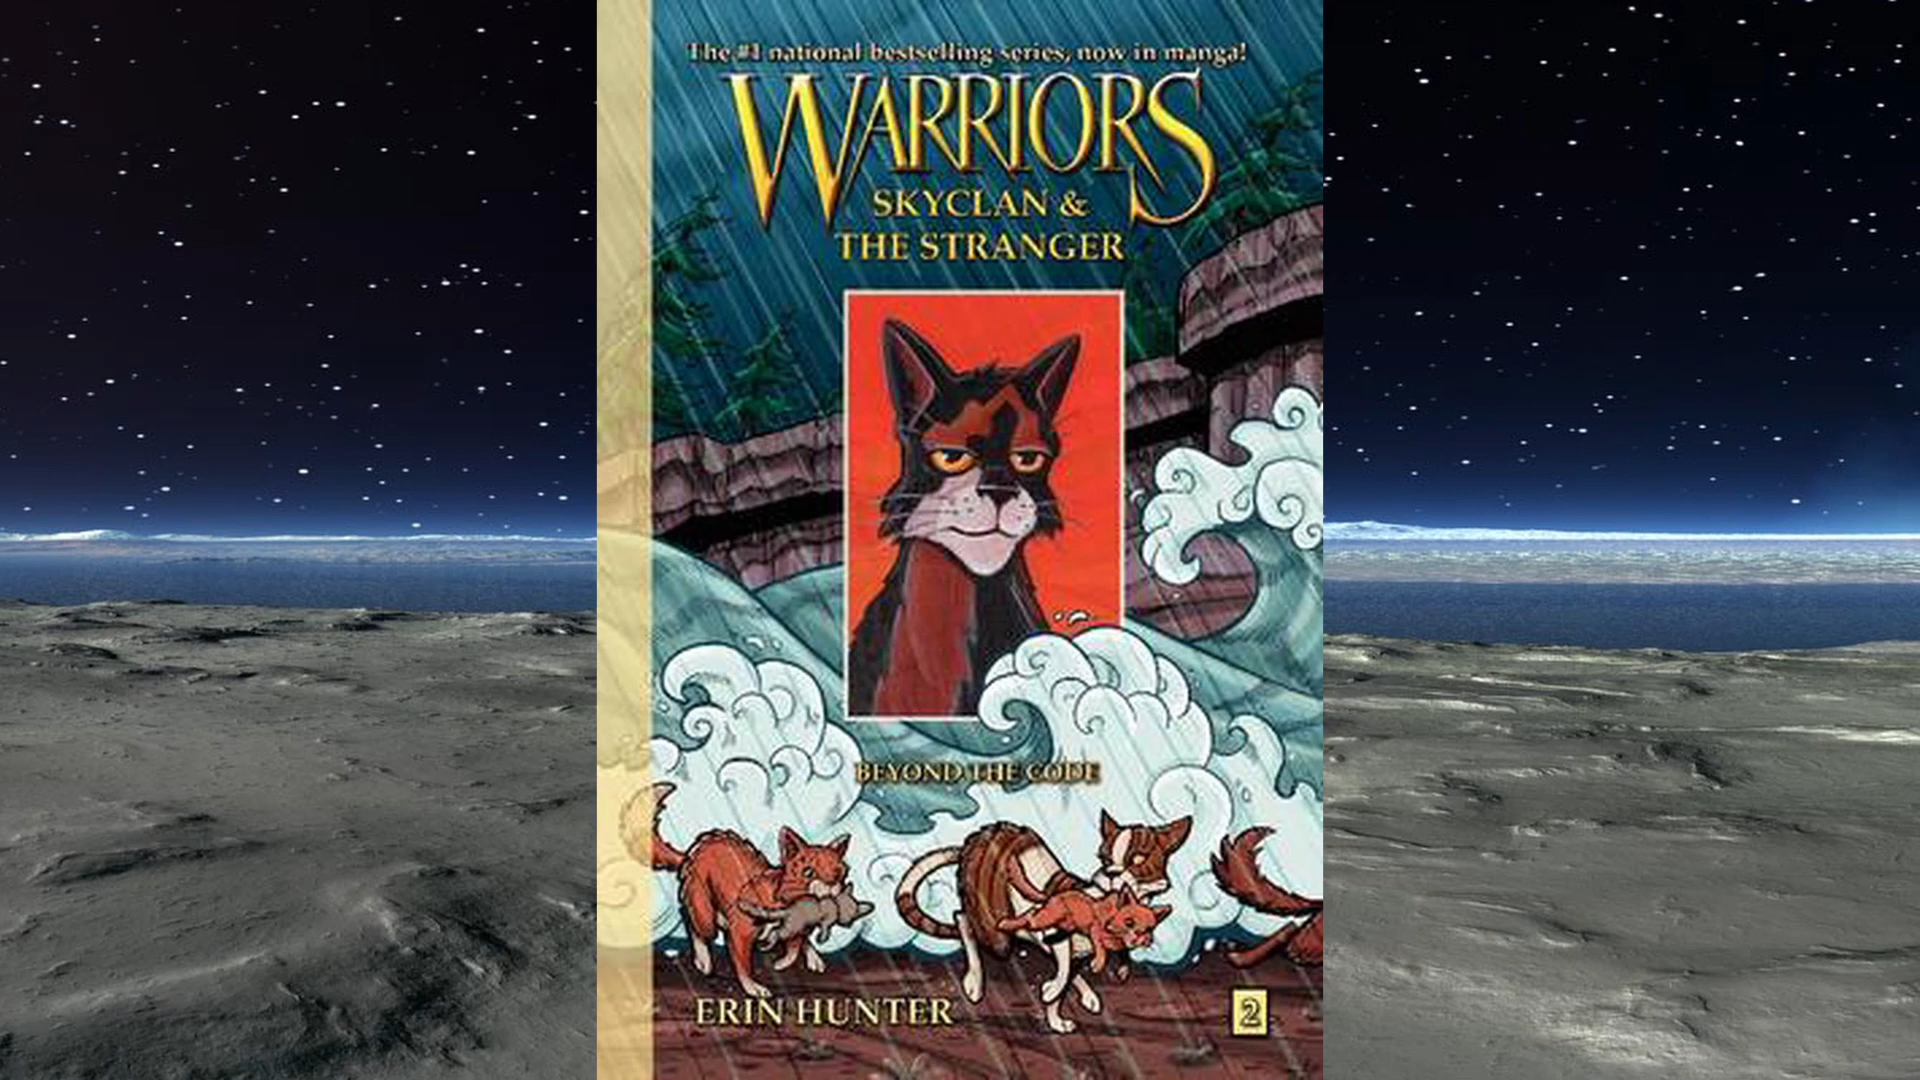 The #1 national bestselling series, now in manga!
WARRIORS
SKYCLAN &
THE STRANGER
BEYOND THE CODE
ERIN HUNTER
2